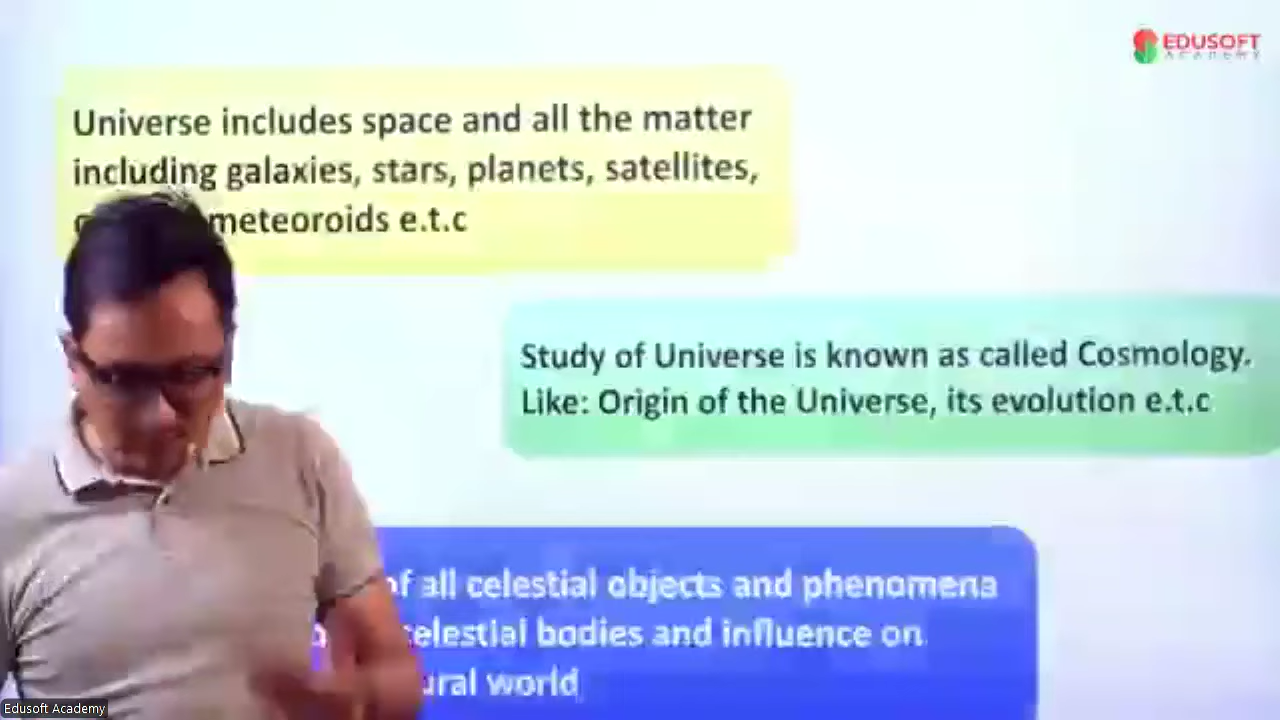 EDUSOFT
ACADEMY
Universe includes space and all the matter
including galaxies, stars, planets, satellites,
meteoroids e.t.c
Study of Universe is known as called Cosmology.
Like: Origin of the Universe, its evolution e.t.c
of all celestial objects and phenomena
celestial bodies and influence on
world
Edusoft Academy